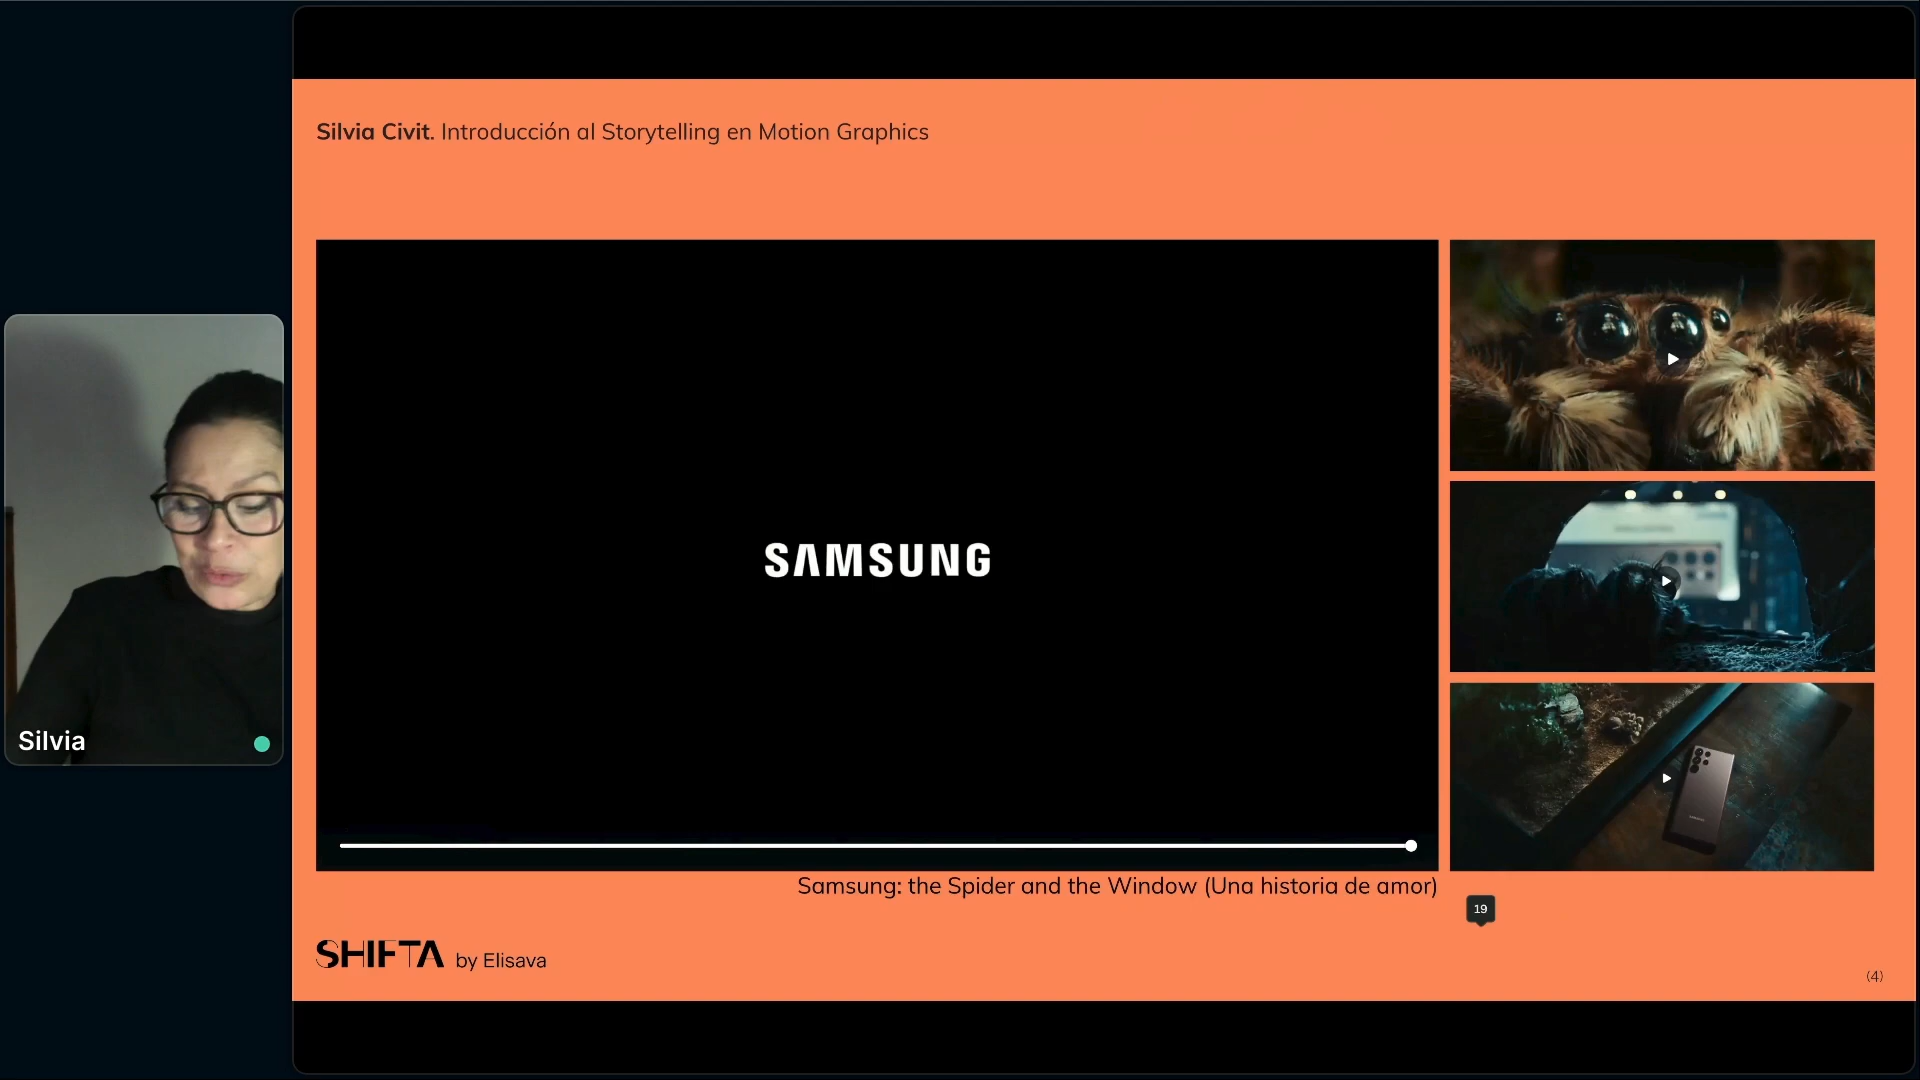 Silvia Civit. Introducción al Storytelling en Motion Graphics
SAMSUNG
Silvia
Samsung: the Spider and the Window (Una historia de amor)
19
SHIFTA by Elisava
(4)